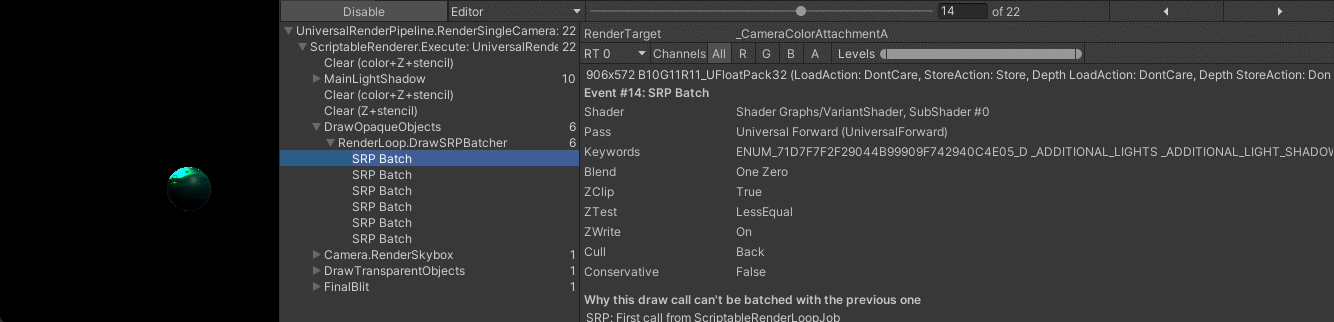 Disable Editor 14 of 22
UniversalRenderPipeline.RenderSingleCamera: 22
ScriptableRenderer.Execute: UniversalRende 22
Clear (color+Z+stencil)
MainLightShadow 10
Clear (color+Z+stencil)
Clear (Z+stencil)
DrawOpaqueObjects 6
RenderLoop.DrawSRPBatcher 6
SRP Batch
SRP Batch
SRP Batch
SRP Batch
SRP Batch
SRP Batch
Camera.RenderSkybox 1
DrawTransparentObjects 1
FinalBlit 1
RenderTarget _CameraColorAttachmentA
RT 0 Channels All R G B A Levels
906x572 B10G11R11_UFloatPack32 (LoadAction: DontCare, StoreAction: Store, Depth LoadAction: DontCare, Depth StoreAction: Don
Event #14: SRP Batch
Shader Shader Graphs/VariantShader, SubShader #0
Pass Universal Forward (UniversalForward)
Keywords ENUM_71D7F7F2F29044B99909F742940C4E05_D _ADDITIONAL_LIGHTS _ADDITIONAL_LIGHT_SHADOW
Blend One Zero
ZClip True
ZTest LessEqual
ZWrite On
Cull Back
Conservative False
Why this draw call can't be batched with the previous one
SRP: First call from ScriptableRenderLoopJob